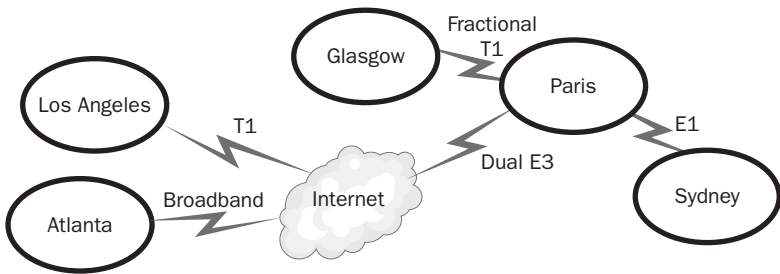 Fractional
T1
Glasgow
Paris
Los Angeles
T1
E1
Dual E3
Broadband
Internet
Sydney
Atlanta